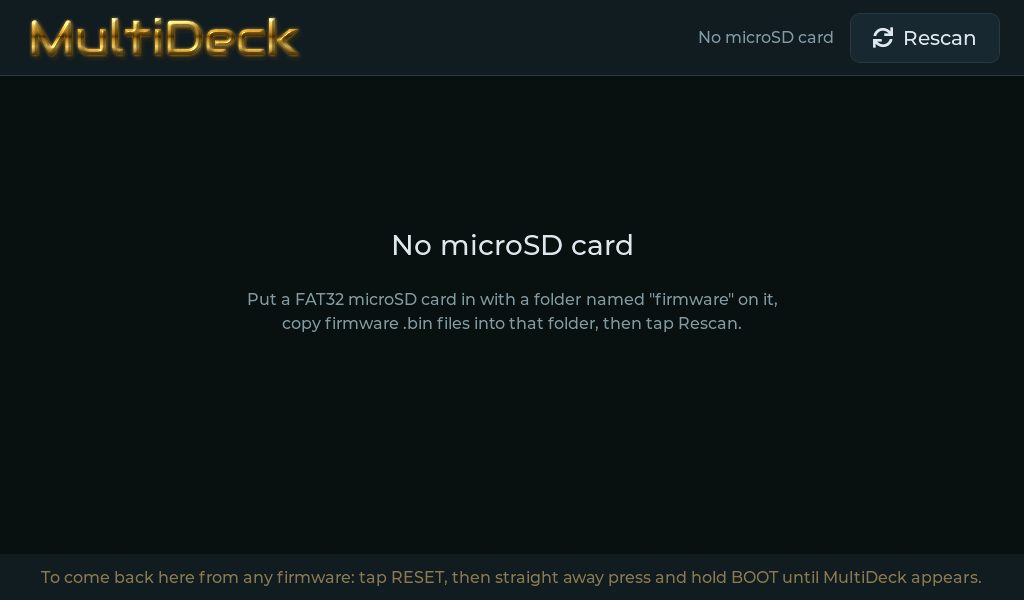 MultiDeck
No microSD card
Rescan
No microSD card
Put a FAT32 microSD card in with a folder named "firmware" on it,
copy firmware .bin files into that folder, then tap Rescan.
To come back here from any firmware: tap RESET, then straight away press and hold BOOT until MultiDeck appears.